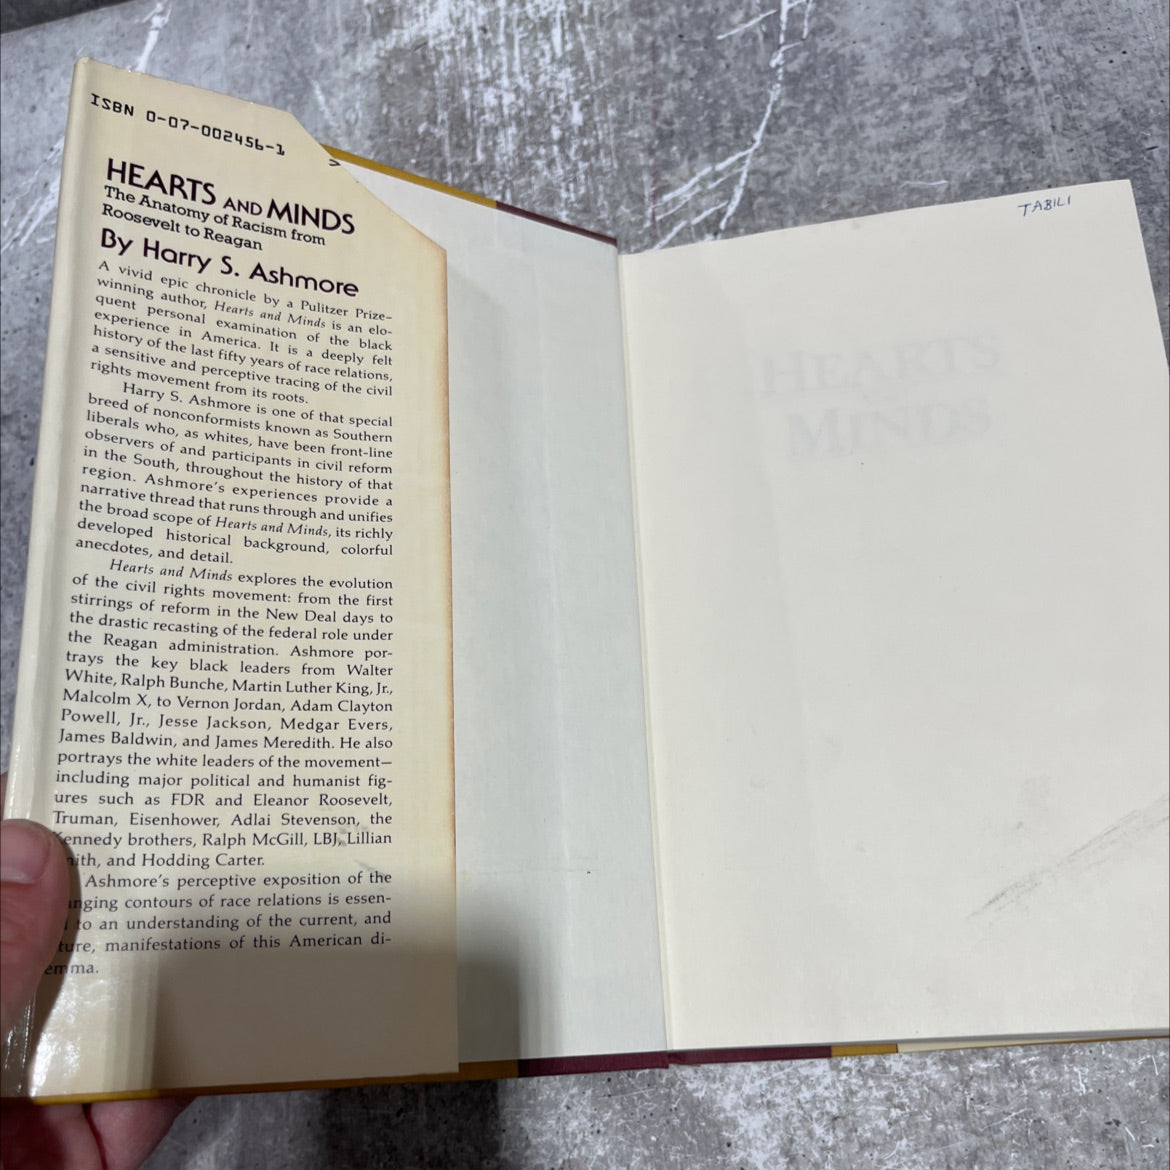 ISBN 0-07-002456-1
>
HEARTS AND MINDS
The Anatomy of Racism from
Roosevelt to Reagan
By Harry S. Ashmore
A vivid epic chronicle by a Pulitzer Prize-
winning author, Hearts and Minds is an elo-
quent personal examination of the black
experience in America. It is a deeply felt
history of the last fifty years of race relations,
a sensitive and perceptive tracing of the civil
rights movement from its roots.
Harry S. Ashmore is one of that special
breed of nonconformists known as Southern
liberals who, as whites, have been front-line
observers of and participants in civil reform
in the South, throughout the history of that
region. Ashmore's experiences provide a
narrative thread that runs through and unifies
the broad scope of Hearts and Minds, its richly
developed historical background, colorful
anecdotes, and detail.
Hearts and Minds explores the evolution
of the civil rights movement: from the first
stirrings of reform in the New Deal days to
the drastic recasting of the federal role under
the Reagan administration. Ashmore por-
trays the key black leaders from Walter
White, Ralph Bunche, Martin Luther King, Jr.,
Malcolm X, to Vernon Jordan, Adam Clayton
Powell, Jr., Jesse Jackson, Medgar Evers,
James Baldwin, and James Meredith. He also
portrays the white leaders of the movement—
including major political and humanist fig-
ures such as FDR and Eleanor Roosevelt,
Truman, Eisenhower, Adlai Stevenson, the
Kennedy brothers, Ralph McGill, LBJ, Lillian
ith, and Hodding Carter.
Ashmore's perceptive exposition of the
nging contours of race relations is essen-
l to an understanding of the current, and
ture, manifestations of this American di-
emma.
TABILI
HEARTS
MINDS